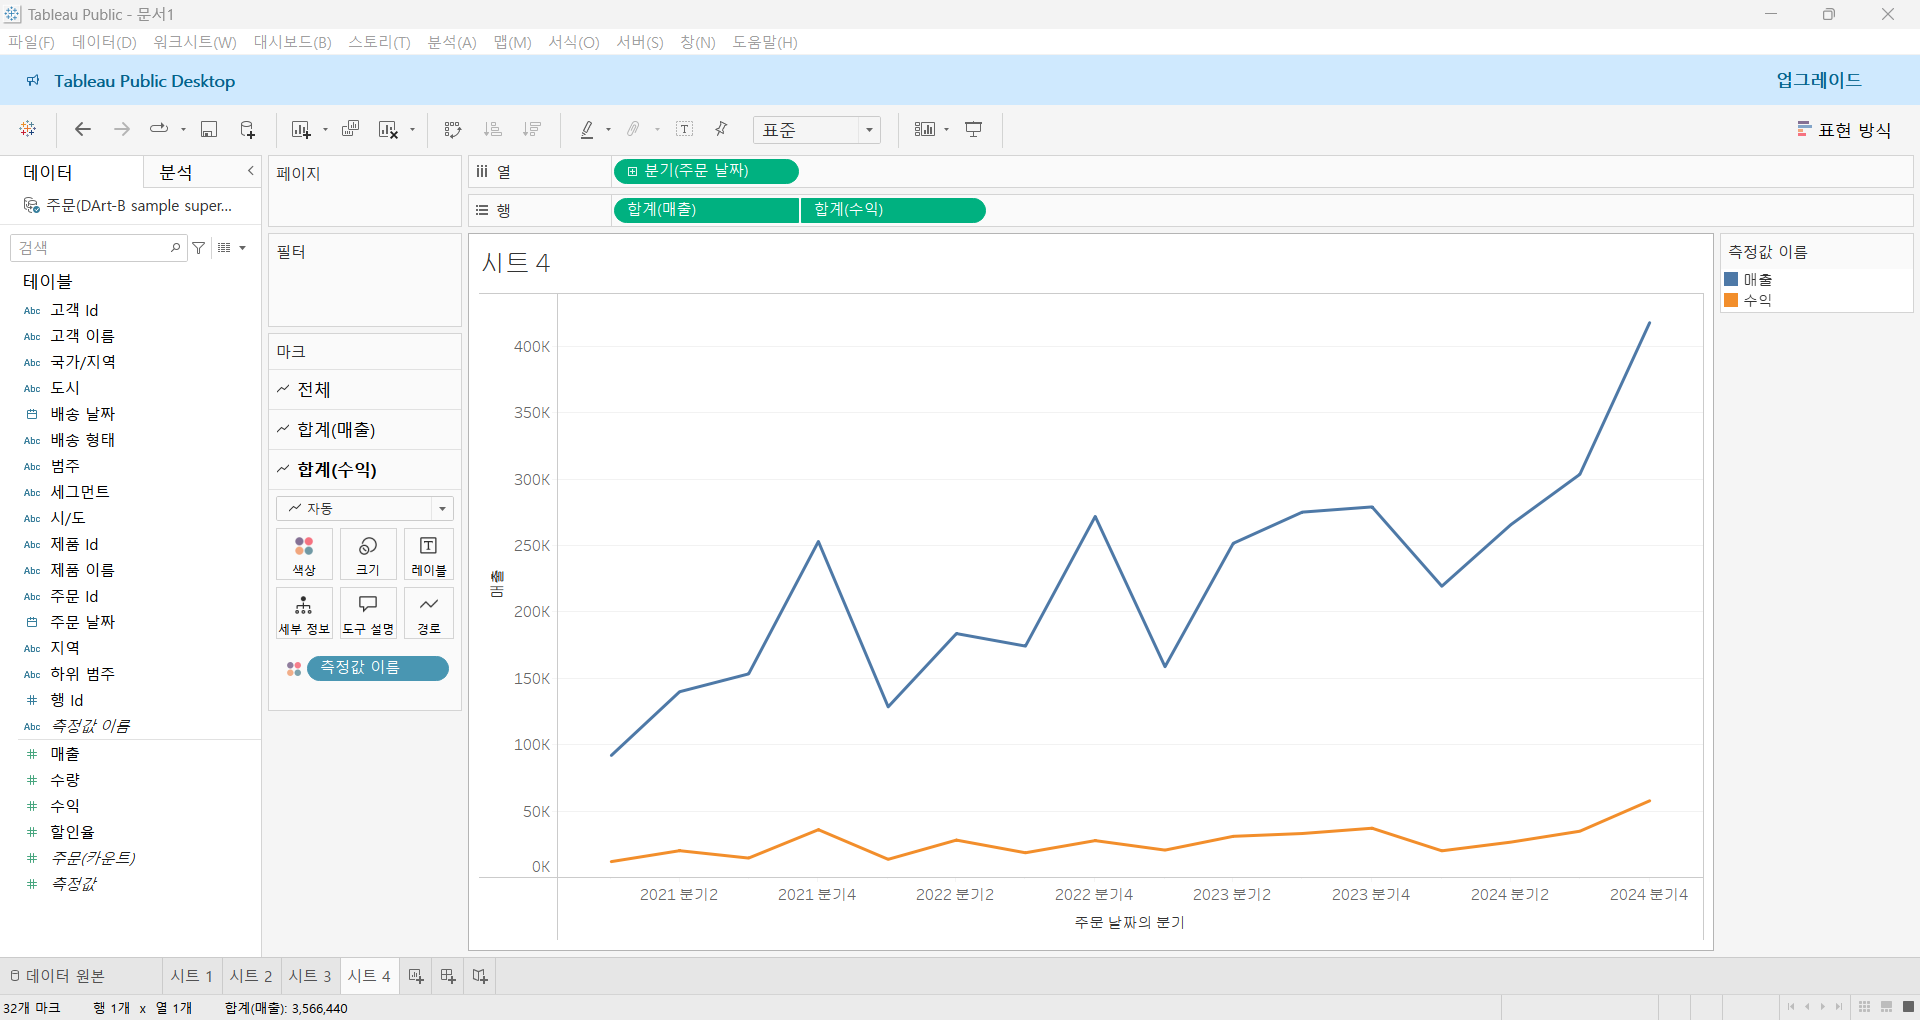 Tableau Public - 문서1
파일(F) 데이터(D) 워크시트(W) 대시보드(B) 스토리(T) 분석(A) 맵(M) 서식(O) 서버(S) 창(N) 도움말(H)
Tableau Public Desktop
업그레이드
표준
표현 방식
데이터 분석
주문(DArt-B sample super...
검색
테이블
Abc 고객 Id
Abc 고객 이름
Abc 국가/지역
Abc 도시
배송 날짜
Abc 배송 형태
Abc 범주
Abc 세그먼트
Abc 시/도
Abc 제품 Id
Abc 제품 이름
Abc 주문 Id
주문 날짜
Abc 지역
Abc 하위 범주
# 행 Id
Abc 측정값 이름
# 매출
# 수량
# 수익
# 할인율
# 주문(카운트)
# 측정값
페이지
필터
마크
전체
합계(매출)
합계(수익)
자동
색상 크기 레이블
세부 정보 도구 설명 경로
측정값 이름
열 분기(주문 날짜)
행 합계(매출) 합계(수익)
시트 4
400K
350K
300K
250K
200K
150K
100K
50K
0K
2021 분기2 2021 분기4 2022 분기2 2022 분기4 2023 분기2 2023 분기4 2024 분기2 2024 분기4
주문 날짜의 분기
측정값 이름
매출
수익
데이터 원본 시트 1 시트 2 시트 3 시트 4
32개 마크 행 1개 x 열 1개 합계(매출): 3,566,440